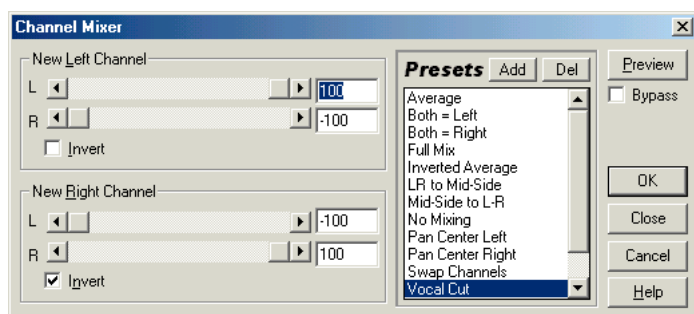 Channel Mixer
New Left Channel
L 100
R -100
Invert
New Right Channel
L -100
R 100
Invert
Presets Add Del
Average
Both = Left
Both = Right
Full Mix
Inverted Average
LR to Mid-Side
Mid-Side to L-R
No Mixing
Pan Center Left
Pan Center Right
Swap Channels
Vocal Cut
Preview
Bypass
OK
Close
Cancel
Help